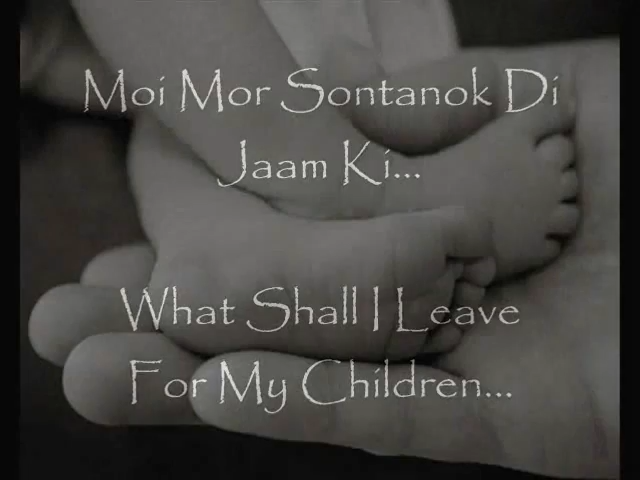 Moi Mor Sontanok Di
Jaam Ki...
What Shall I Leave
For My Children...